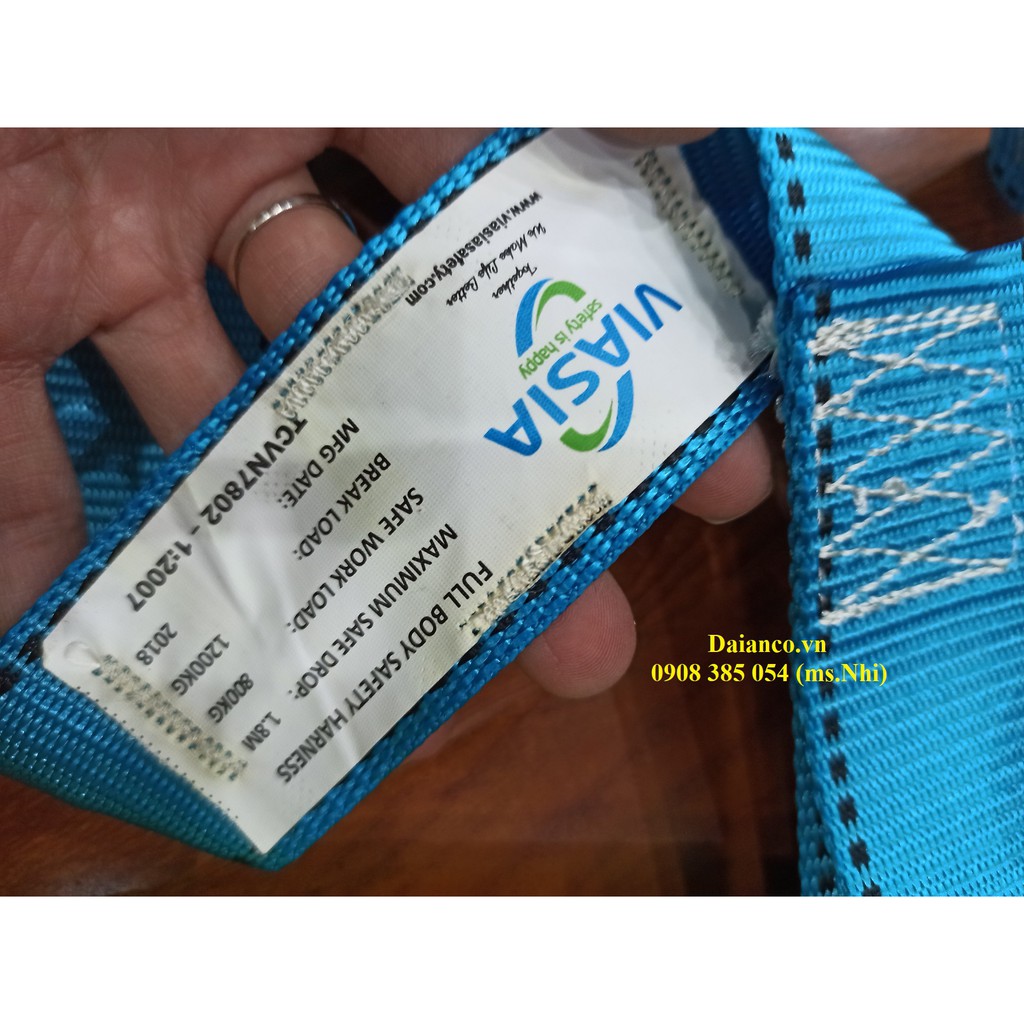 VIASIA
safety is happy
We Make Life Better
Together
www.viasiasafety.com
FULL BODY SAFETY HARNESS
MAXIMUM SAFE DROP: 1.8M
SAFE WORK LOAD: 800KG
BREAK LOAD: 1200KG
MFG DATE: 2018
TCVN7802 - 1:2007
Daianco.vn
0908 385 054 (ms.Nhi)